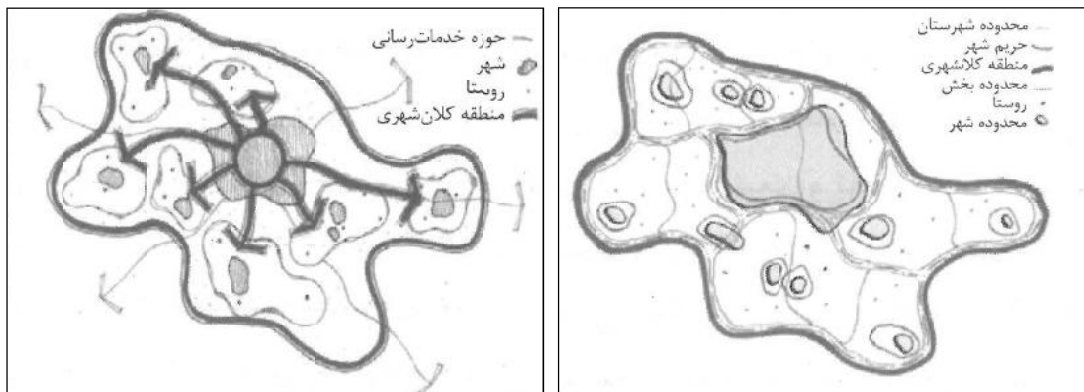 حوزه خدمات‌رسانی
شهر
روستا
منطقه کلان‌شهری
محدوده شهرستان
حریم شهر
منطقه کلانشهری
محدوده بخش
روستا
محدوده شهر